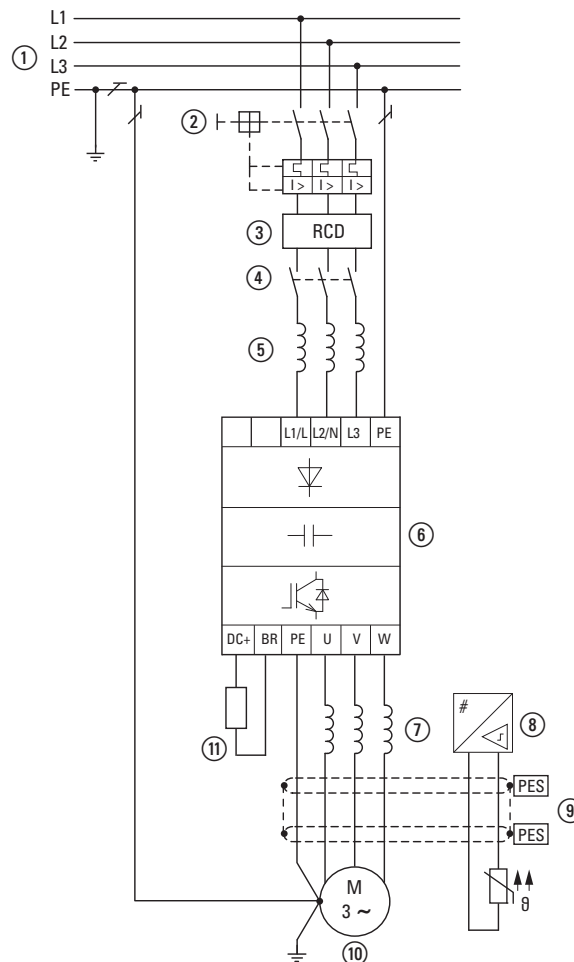 L1
L2
① L3
PE
②
I > I > I >
③ RCD
④
⑤
L1/L L2/N L3 PE
⑥
DC+ BR PE U V W
# ⑧
⑦
⑪
PES
⑨
PES
M
3 ~
ϑ
⑩